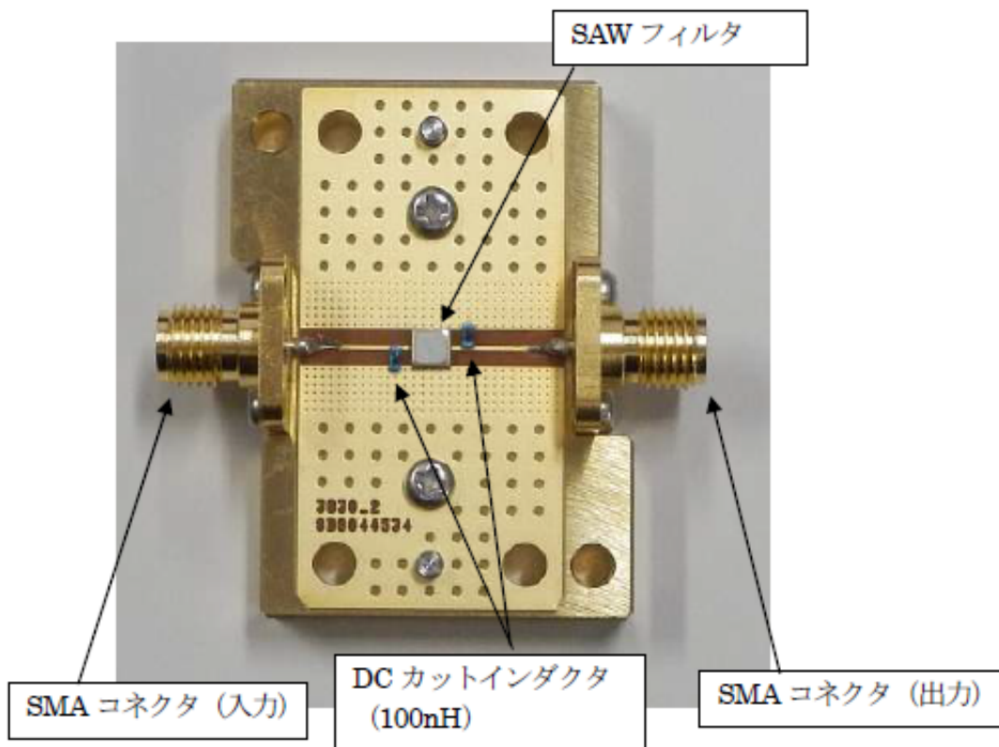 SAW フィルタ
3030_2
SB8044534
DC カットインダクタ
(100nH)
SMA コネクタ (入力)
SMA コネクタ (出力)